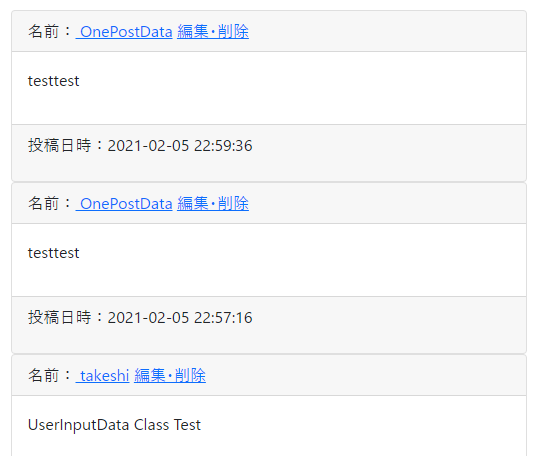 名前： OnePostData 編集・削除
testtest
投稿日時：2021-02-05 22:59:36
名前： OnePostData 編集・削除
testtest
投稿日時：2021-02-05 22:57:16
名前： takeshi 編集・削除
UserInputData Class Test